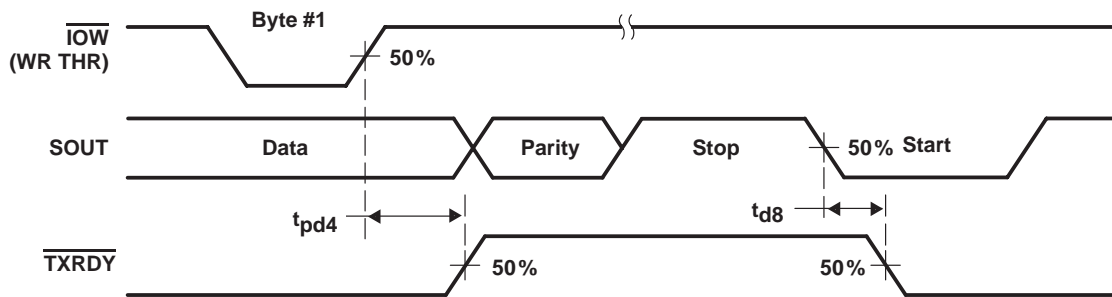 Byte #1
IOW
(WR THR)
50%
SOUT
Data
Parity
Stop
50%
Start
tpd4
td8
TXRDY
50%
50%